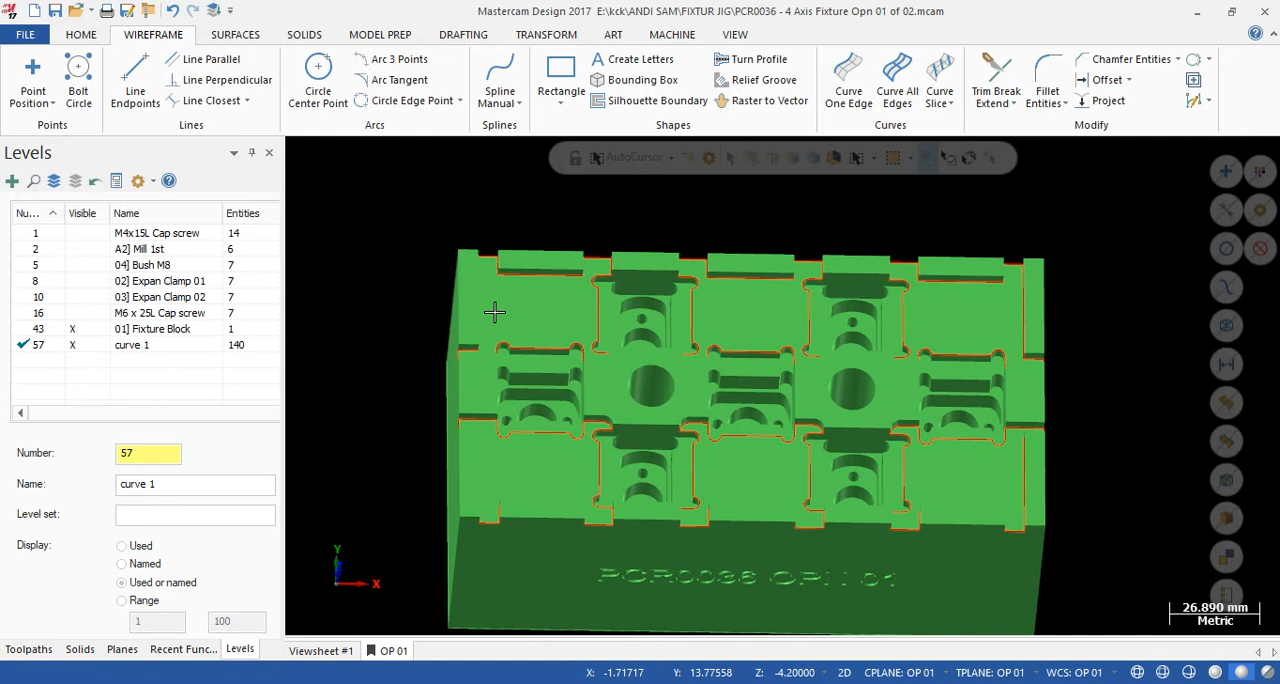 Mastercam Design 2017 - E:\kck\ANDI SAM\FIXTUR JIG\PCR0036 - 4 Axis Fixture Opn 01 of 02.mcam
FILE HOME WIREFRAME SURFACES SOLIDS MODEL PREP DRAFTING TRANSFORM ART MACHINE VIEW
Point Position
Bolt Circle
Points
Line Endpoints
Line Parallel
Line Perpendicular
Line Closest
Lines
Circle Center Point
Arc 3 Points
Arc Tangent
Circle Edge Point
Arcs
Spline Manual
Splines
Rectangle
Create Letters
Bounding Box
Silhouette Boundary
Turn Profile
Relief Groove
Raster to Vector
Shapes
Curve One Edge
Curve All Edges
Curve Slice
Curves
Trim Break Extend
Fillet Entities
Chamfer Entities
Offset
Project
Modify
Levels
Nu... Visible Name Entities
1 M4x15L Cap screw 14
2 A2] Mill 1st 6
5 04] Bush M8 7
8 02] Expan Clamp 01 7
10 03] Expan Clamp 02 7
16 M6 x 25L Cap screw 7
43 X 01] Fixture Block 1
57 X curve 1 140
Number: 57
Name: curve 1
Level set:
Display: Used
Named
Used or named
Range
1 100
Toolpaths Solids Planes Recent Func... Levels
AutoCursor
PCR0036 OPN 01
Y
X
26.890 mm
Metric
Viewsheet #1 OP 01
X: -1.71717 Y: 13.77558 Z: -4.20000 2D CPLANE: OP 01 TPLANE: OP 01 WCS: OP 01